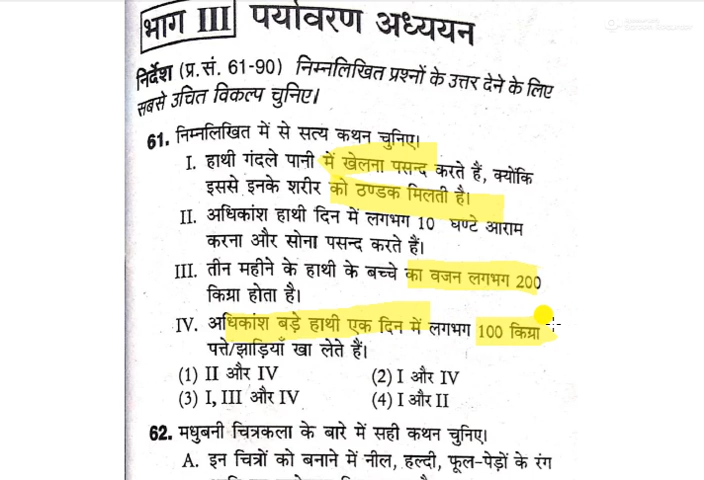 भाग III पर्यावरण अध्ययन
निर्देश (प्र.सं. 61-90) निम्नलिखित प्रश्नों के उत्तर देने के लिए
सबसे उचित विकल्प चुनिए।
61. निम्नलिखित में से सत्य कथन चुनिए।
I. हाथी गंदले पानी में खेलना पसन्द करते हैं, क्योंकि
इससे इनके शरीर को ठण्डक मिलती है।
II. अधिकांश हाथी दिन में लगभग 10 घण्टे आराम
करना और सोना पसन्द करते हैं।
III. तीन महीने के हाथी के बच्चे का वजन लगभग 200
किग्रा होता है।
IV. अधिकांश बड़े हाथी एक दिन में लगभग 100 किग्रा
पत्ते/झाड़ियाँ खा लेते हैं।
(1) II और IV (2) I और IV
(3) I, III और IV (4) I और II
62. मधुबनी चित्रकला के बारे में सही कथन चुनिए।
A. इन चित्रों को बनाने में नील, हल्दी, फूल-पेड़ों के रंग